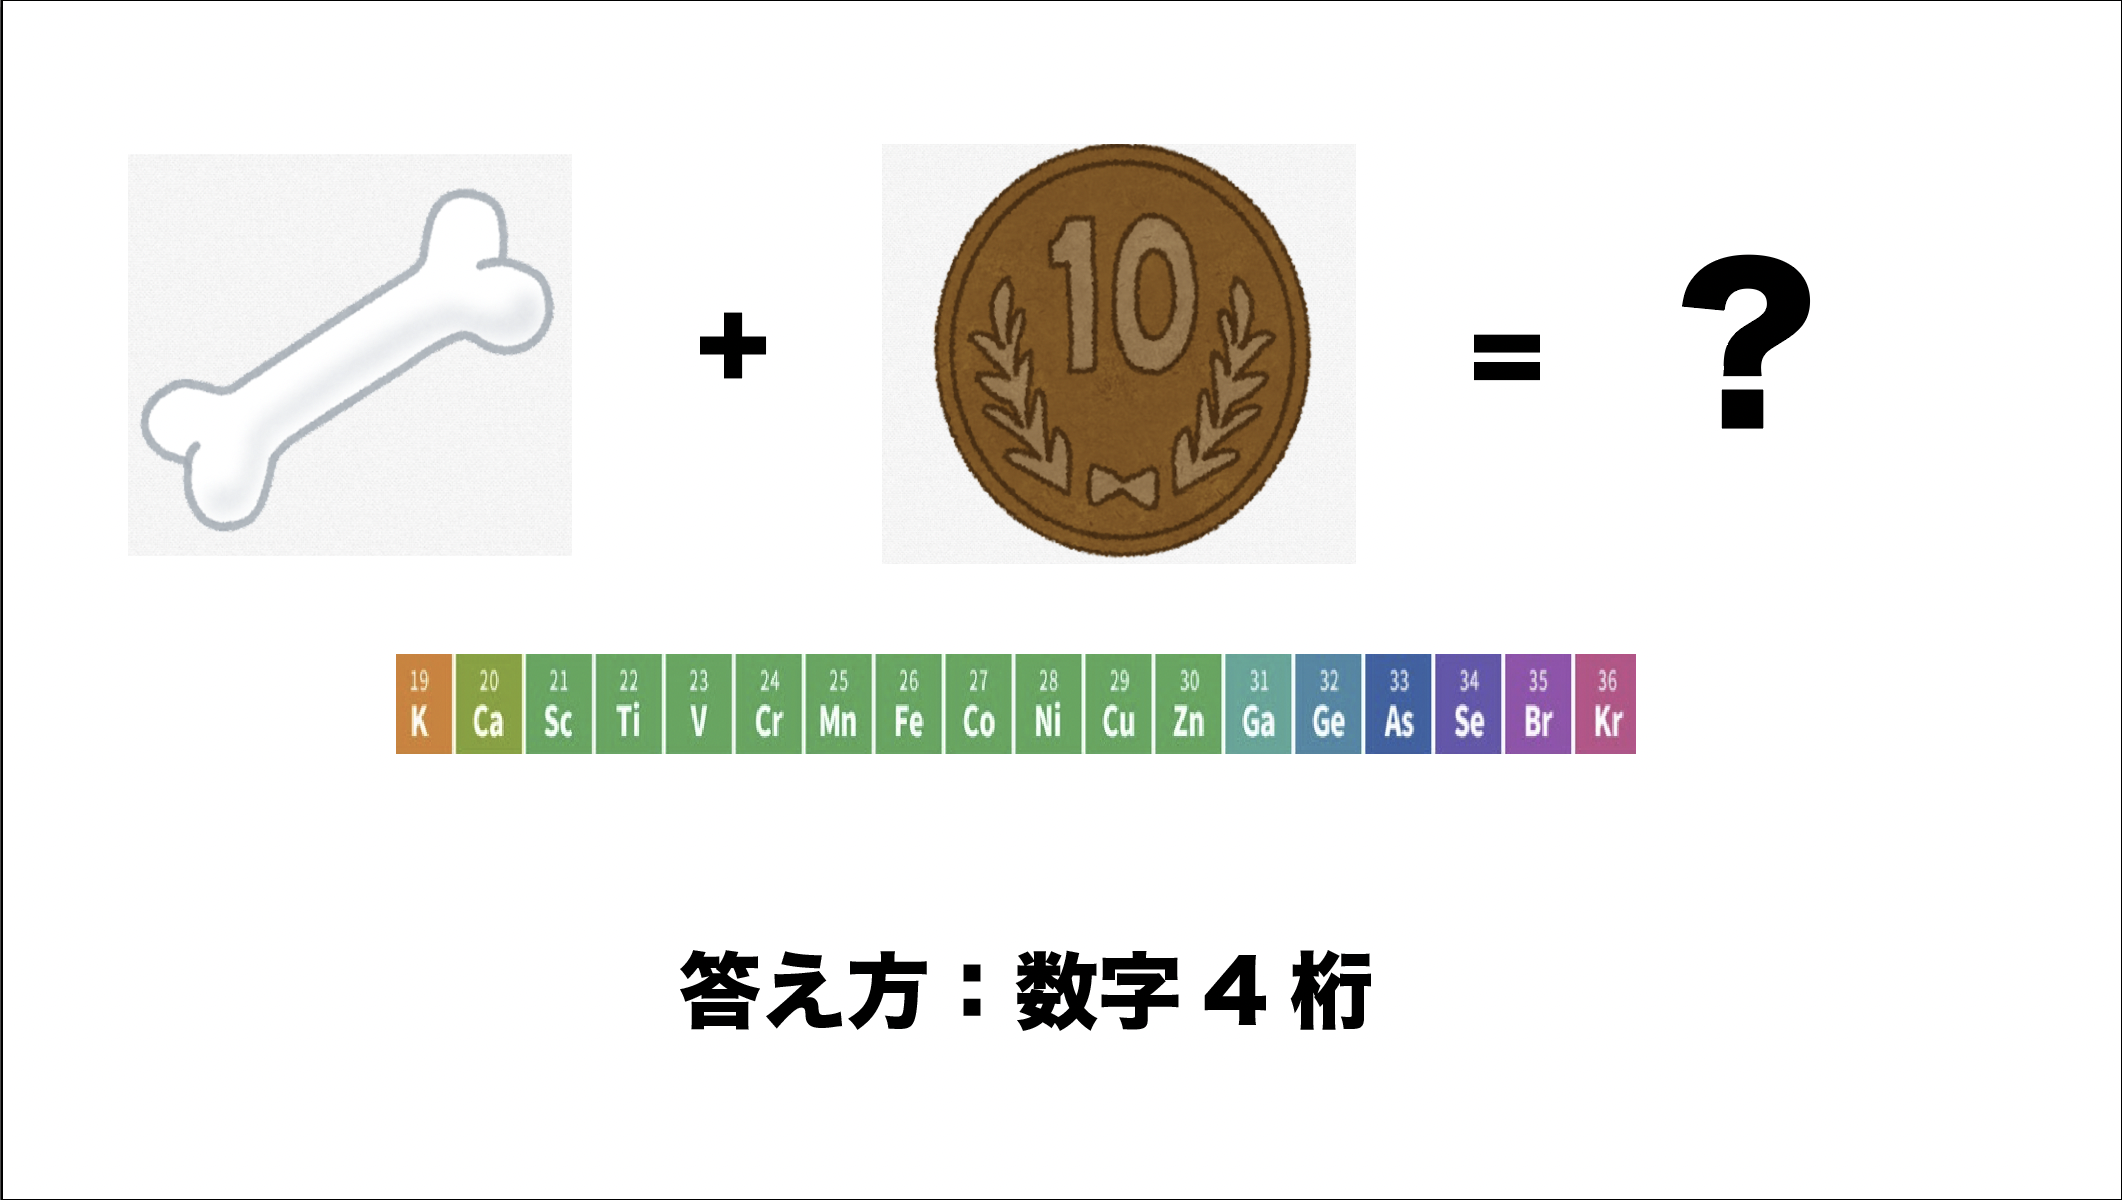 10
+ = ?
19 20 21 22 23 24 25 26 27 28 29 30 31 32 33 34 35 36
K Ca Sc Ti V Cr Mn Fe Co Ni Cu Zn Ga Ge As Se Br Kr
答え方：数字4桁